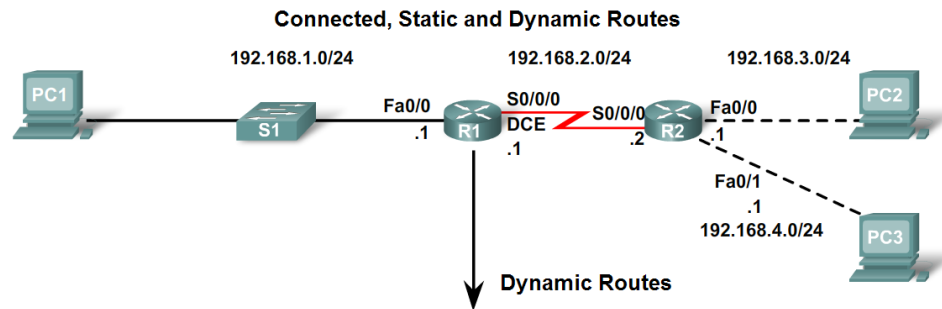 Connected, Static and Dynamic Routes
192.168.1.0/24
192.168.2.0/24
192.168.3.0/24
PC1
S1
Fa0/0
.1
R1
S0/0/0
DCE
.1
S0/0/0
.2
R2
Fa0/0
.1
PC2
Fa0/1
.1
192.168.4.0/24
PC3
Dynamic Routes